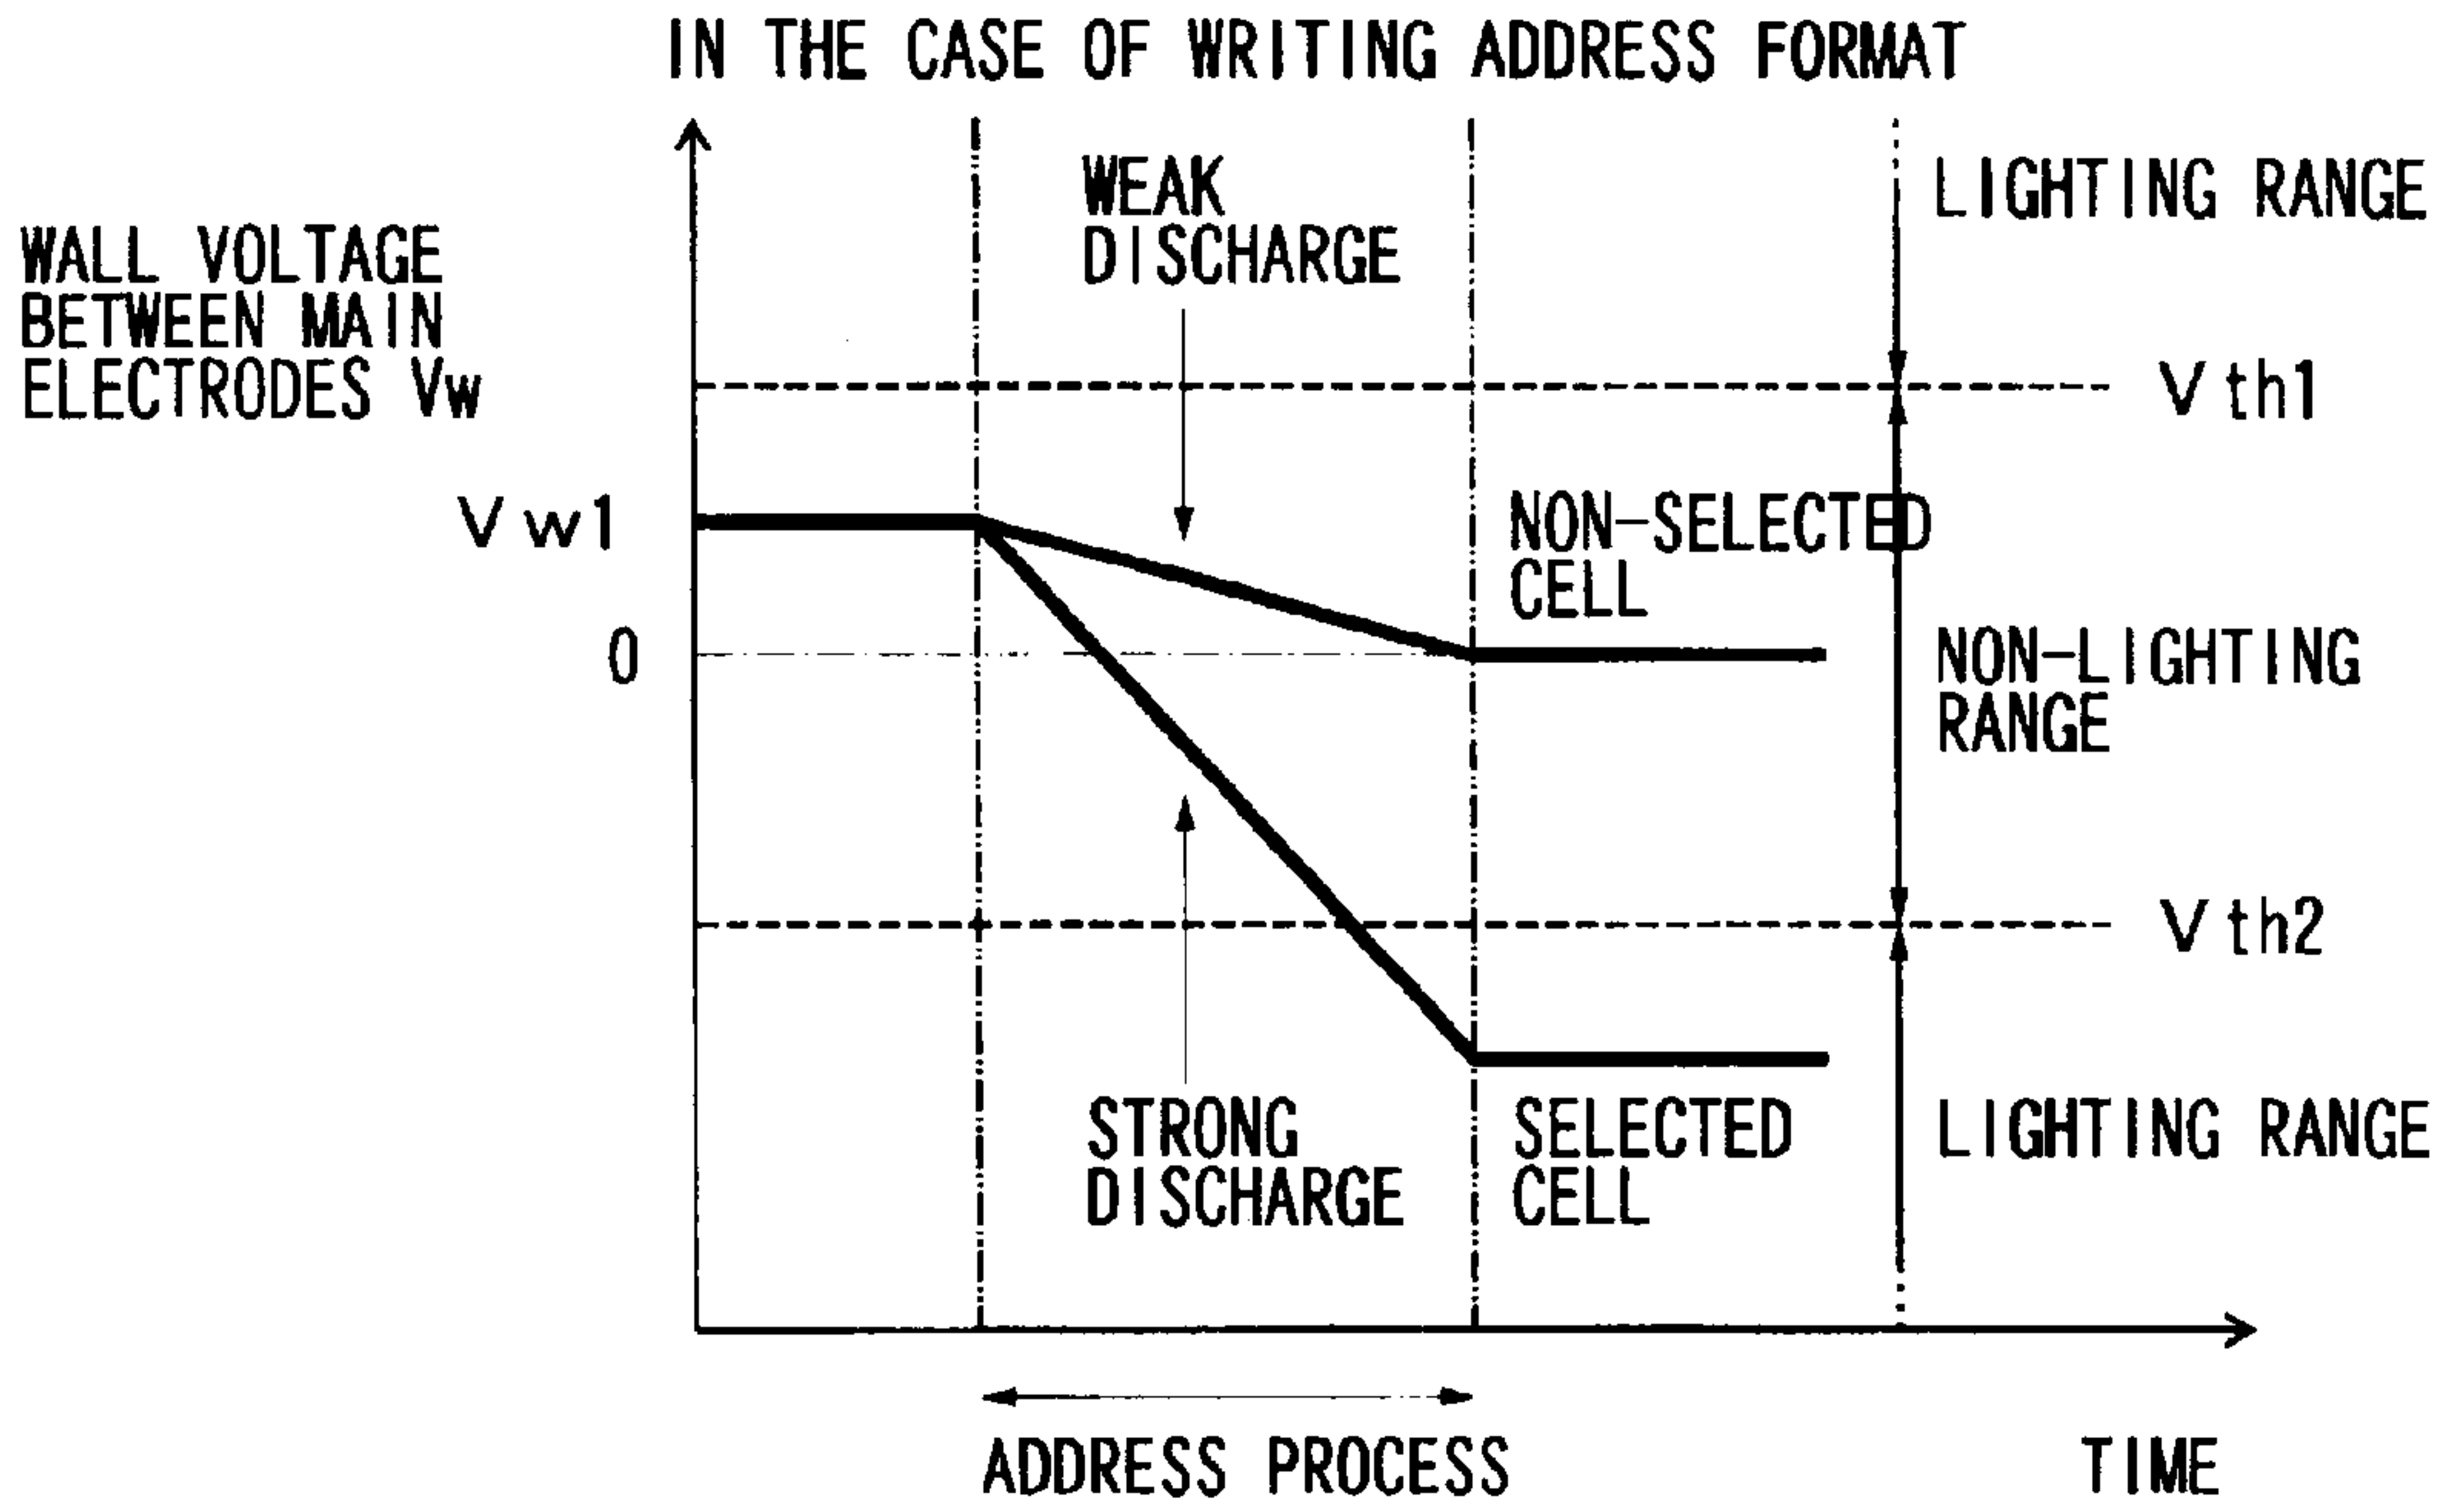 IN THE CASE OF WRITING ADDRESS FORMAT
WEAK
DISCHARGE
LIGHTING RANGE
WALL VOLTAGE
BETWEEN MAIN
ELECTRODES Vw
Vth1
Vw1
NON-SELECTED
CELL
0
NON-LIGHTING
RANGE
Vth2
STRONG
DISCHARGE
SELECTED
CELL
LIGHTING RANGE
ADDRESS PROCESS
TIME